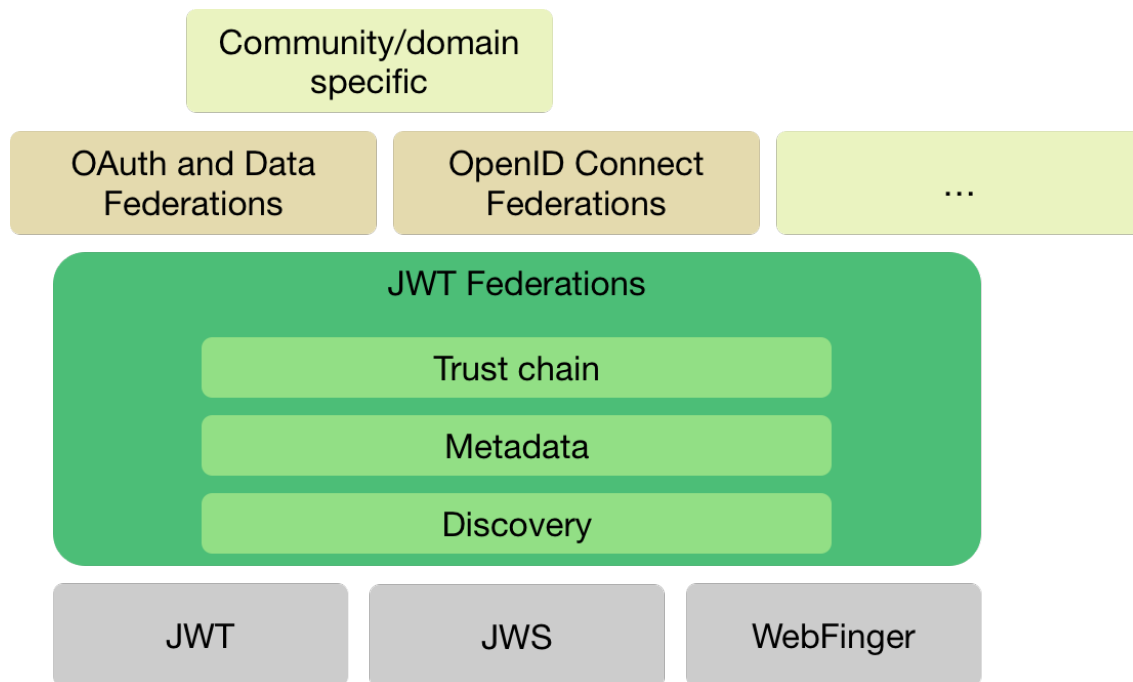 Community/domain
specific
OAuth and Data
Federations
OpenID Connect
Federations
...
JWT Federations
Trust chain
Metadata
Discovery
JWT
JWS
WebFinger